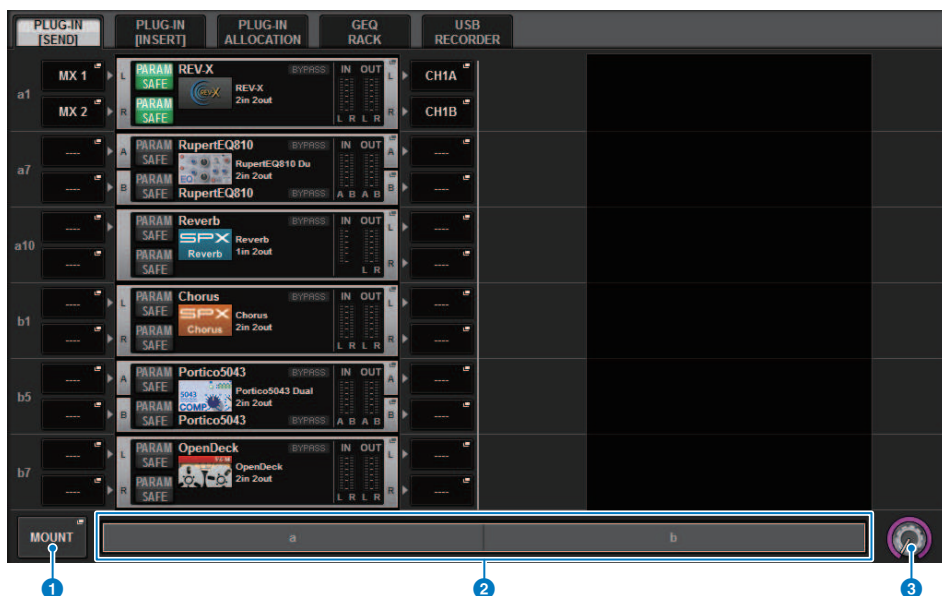 PLUG-IN [SEND]
PLUG-IN [INSERT]
PLUG-IN ALLOCATION
GEQ RACK
USB RECORDER
a1
MX 1
MX 2
L
R
PARAM SAFE
PARAM SAFE
REV-X
BYPASS
REV-X
REV-X
2in 2out
IN OUT
L R L R
L
R
CH1A
CH1B
a7
----
----
A
B
PARAM SAFE
PARAM SAFE
RupertEQ810
EQ
RupertEQ810 Du
2in 2out
RupertEQ810
BYPASS
BYPASS
IN OUT
A B A B
A
B
----
----
a10
----
----
PARAM SAFE
PARAM SAFE
Reverb
BYPASS
SPX
Reverb
Reverb
1in 2out
IN OUT
L R
L
R
----
----
b1
----
----
L
R
PARAM SAFE
PARAM SAFE
Chorus
BYPASS
SPX
Chorus
Chorus
2in 2out
IN OUT
L R L R
L
R
----
----
b5
----
----
A
B
PARAM SAFE
PARAM SAFE
Portico5043
BYPASS
5043
COMP
Portico5043 Dual
2in 2out
Portico5043
BYPASS
IN OUT
A B A B
A
B
----
----
b7
----
----
L
R
PARAM SAFE
PARAM SAFE
OpenDeck
BYPASS
OpenDeck
2in 2out
IN OUT
L R L R
L
R
----
----
MOUNT
a
b
1
2
3